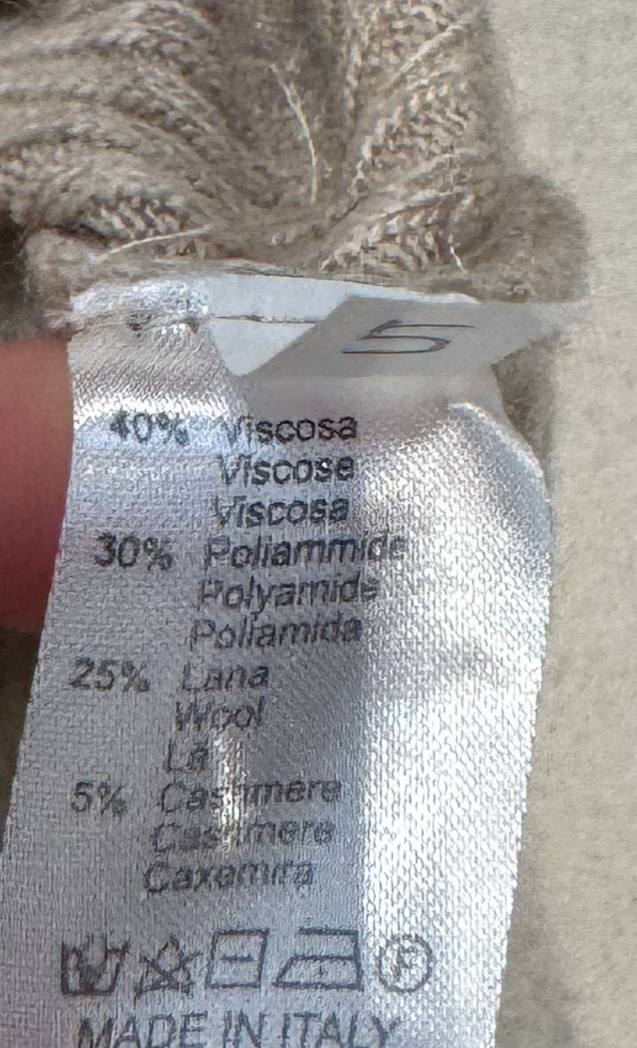 5
40% Viscosa
Viscose
Viscosa
30% Poliammide
Polyamide
Poliamida
25% Lana
Wool
Lã
5% Cashmere
Cashmere
Caxemira
P
MADE IN ITALY